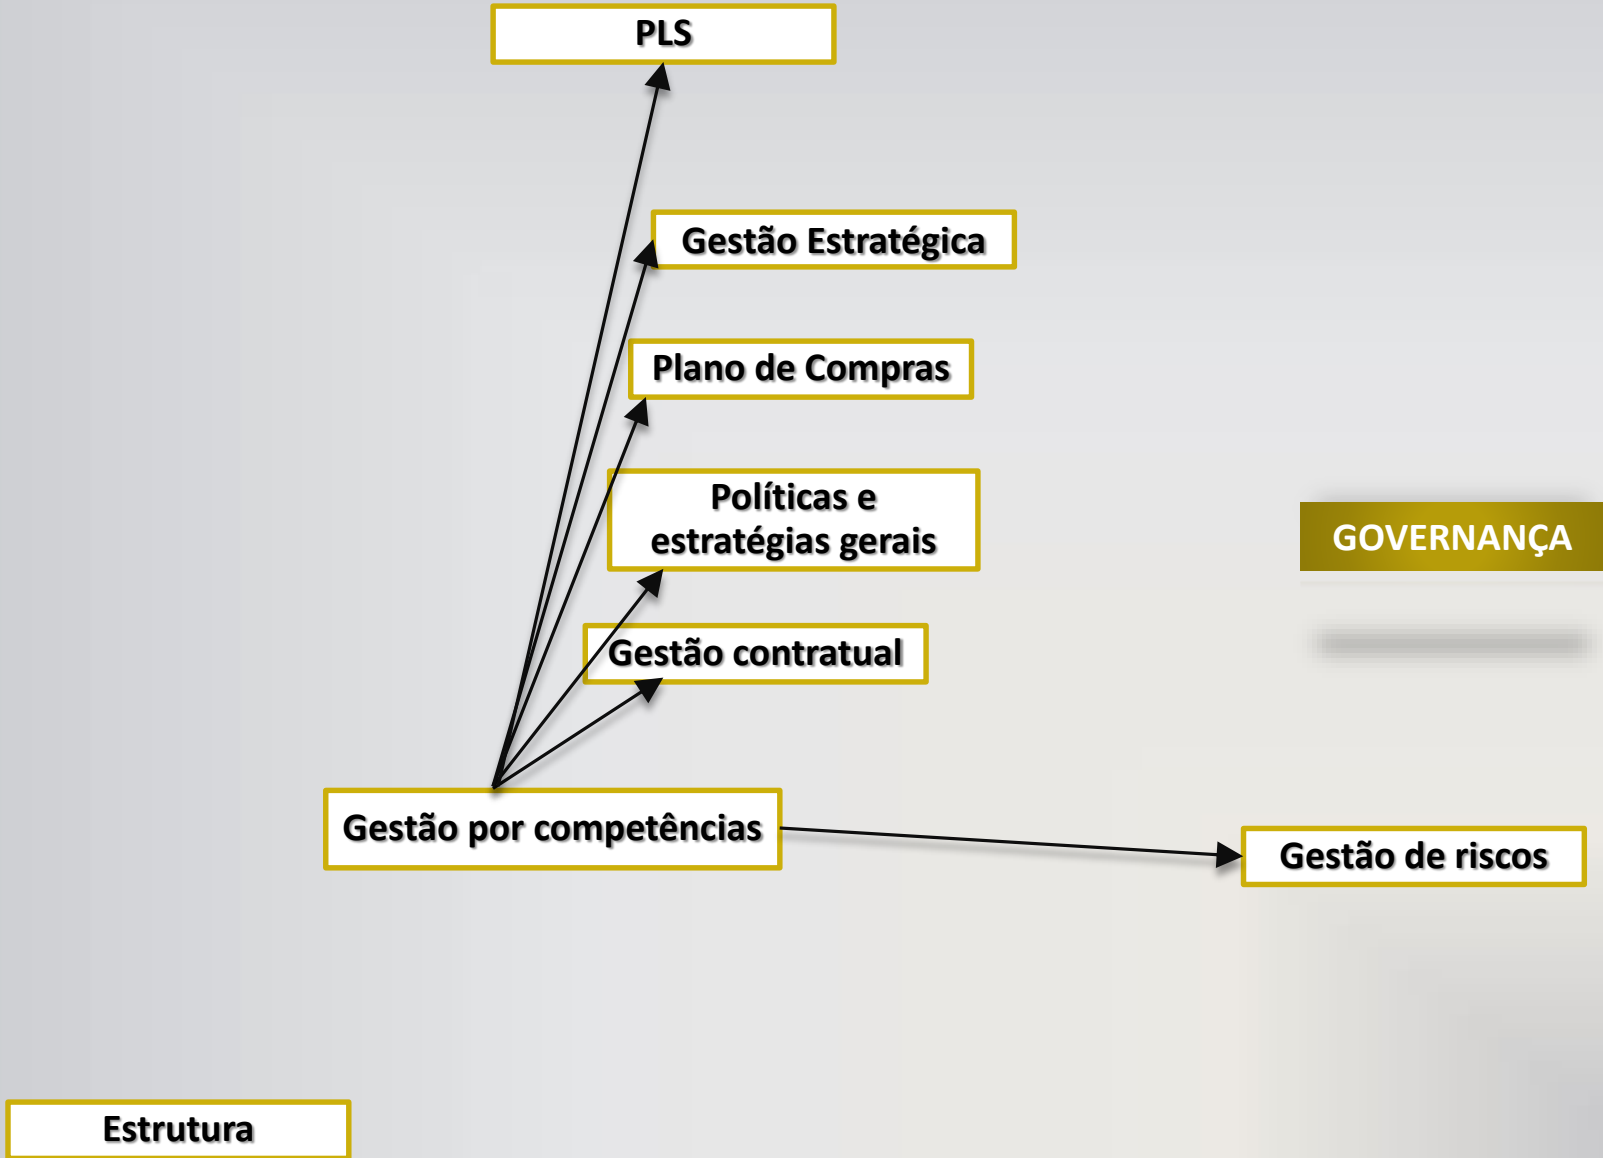 PLS
Gestão Estratégica
Plano de Compras
Políticas e
estratégias gerais
GOVERNANÇA
Gestão contratual
Gestão por competências
Gestão de riscos
Estrutura